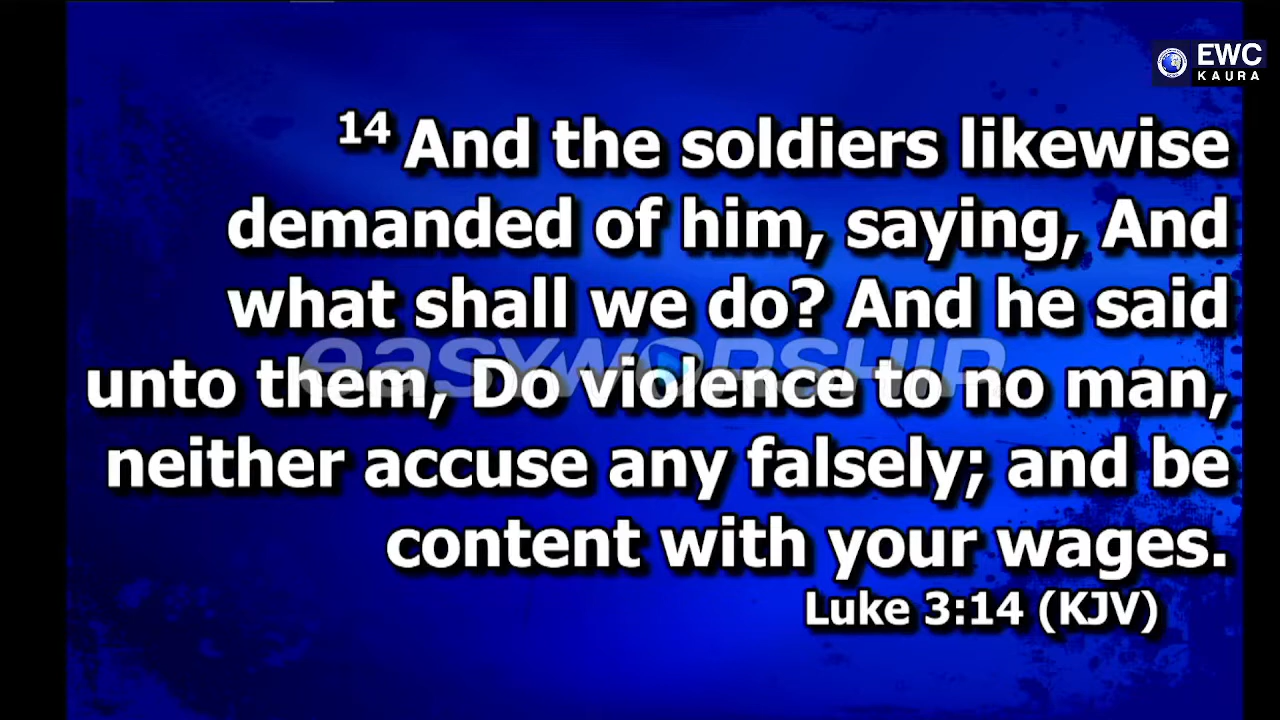 EWC
KAURA
14 And the soldiers likewise
demanded of him, saying, And
what shall we do? And he said
unto them, Do violence to no man,
neither accuse any falsely; and be
content with your wages.
Luke 3:14 (KJV)
easyworship